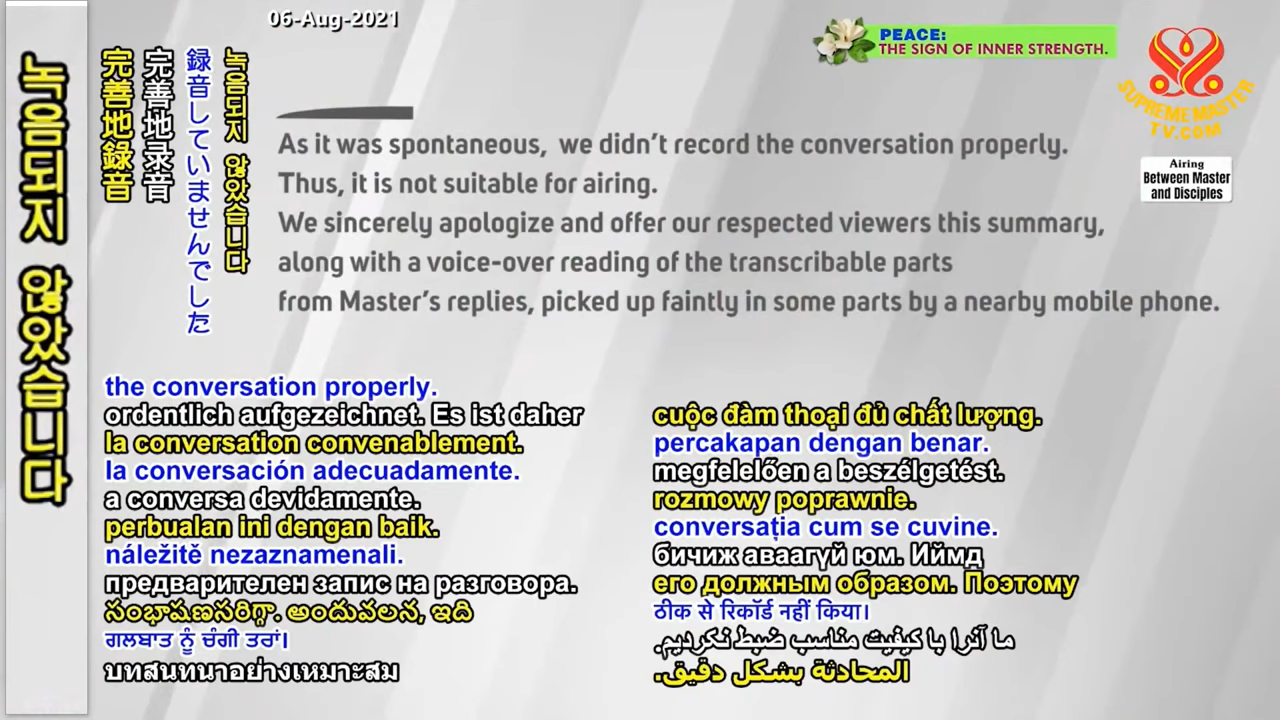 06-Aug-2021
PEACE:
THE SIGN OF INNER STRENGTH.
SUPREME MASTER
TV.COM
Airing
Between Master
and Disciples
녹음되지 않았습니다
完善地錄音
完善地录音
録音していませんでした
녹음되지 않았습니다
As it was spontaneous, we didn't record the conversation properly.
Thus, it is not suitable for airing.
We sincerely apologize and offer our respected viewers this summary,
along with a voice-over reading of the transcribable parts
from Master's replies, picked up faintly in some parts by a nearby mobile phone.
the conversation properly.
ordentlich aufgezeichnet. Es ist daher
la conversation convenablement.
la conversación adecuadamente.
a conversa devidamente.
perbualan ini dengan baik.
náležitě nezaznamenali.
предварителен запис на разговора.
సంభాషణసరిగ్గా. అందువలన, ఇది
ਗਲਬਾਤ ਨੂੰ ਚੰਗੀ ਤਰਾਂ।
บทสนทนาอย่างเหมาะสม
cuộc đàm thoại đủ chất lượng.
percakapan dengan benar.
megfelelően a beszélgetést.
rozmowy poprawnie.
conversația cum se cuvine.
бичиж аваагүй юм. Иймд
его должным образом. Поэтому
ठीक से रिकॉर्ड नहीं किया।
ما آنرا با کیفیت مناسب ضبط نکردیم.
المحادثة بشكل دقيق.